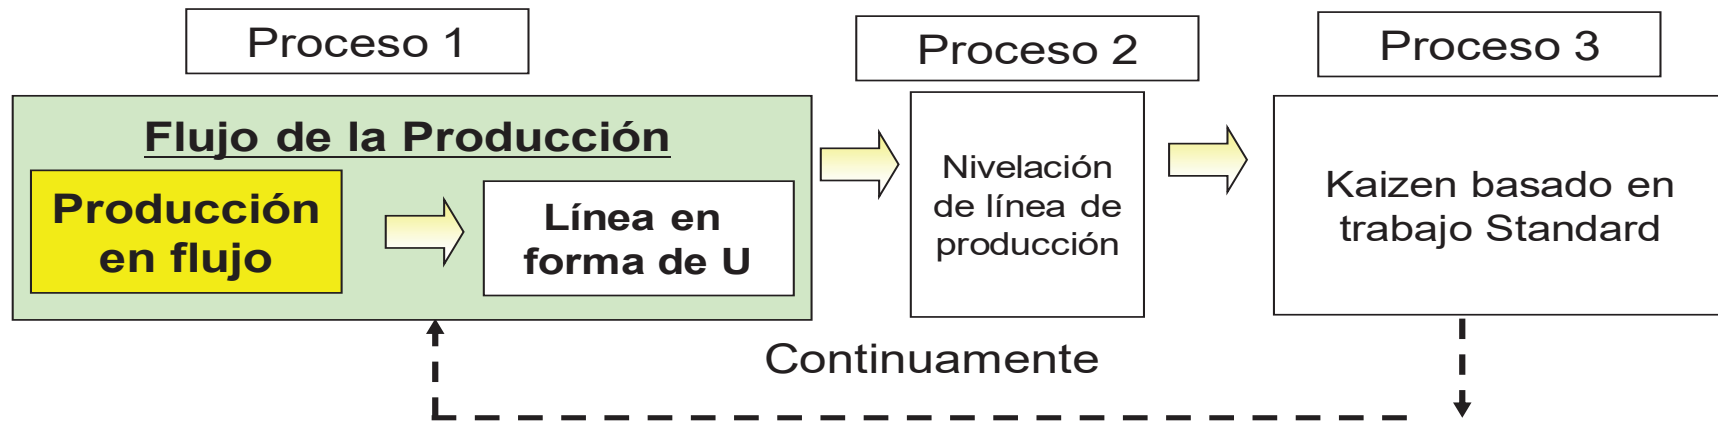 Proceso 1
Flujo de la Producción
Producción
en flujo
Línea en
forma de U
Proceso 2
Nivelación
de línea de
producción
Proceso 3
Kaizen basado en
trabajo Standard
Continuamente